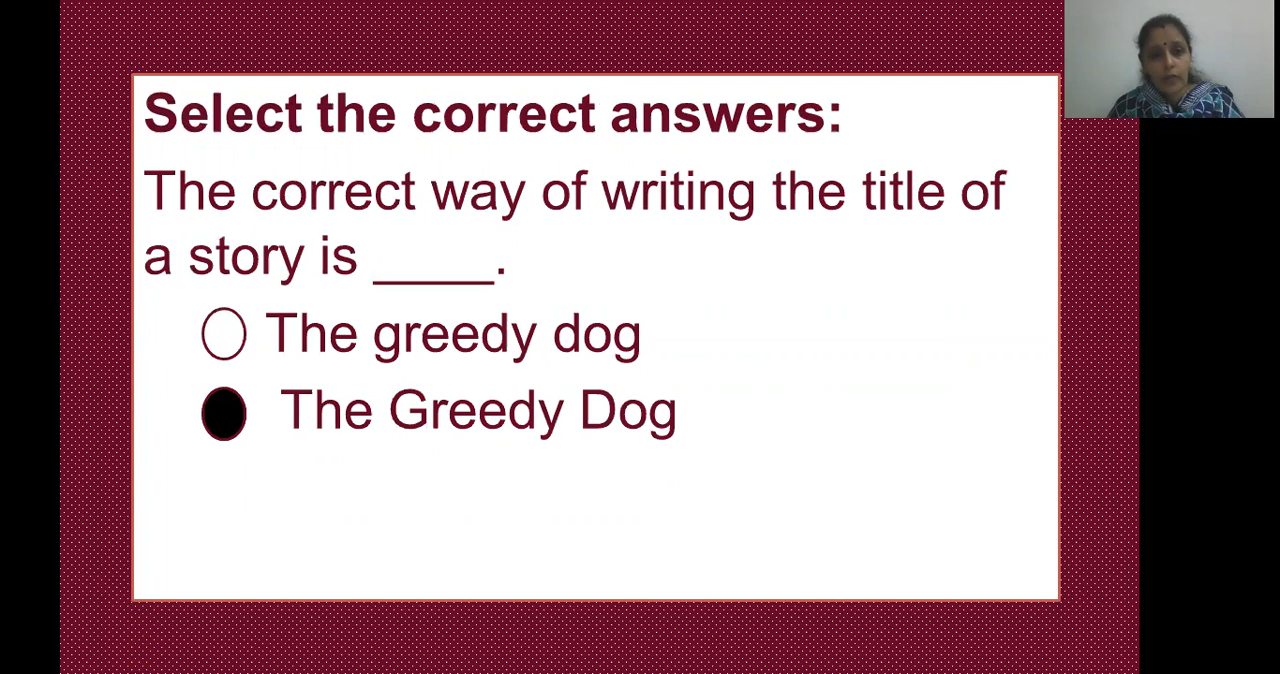 Select the correct answers:
The correct way of writing the title of
a story is ____.
The greedy dog
The Greedy Dog